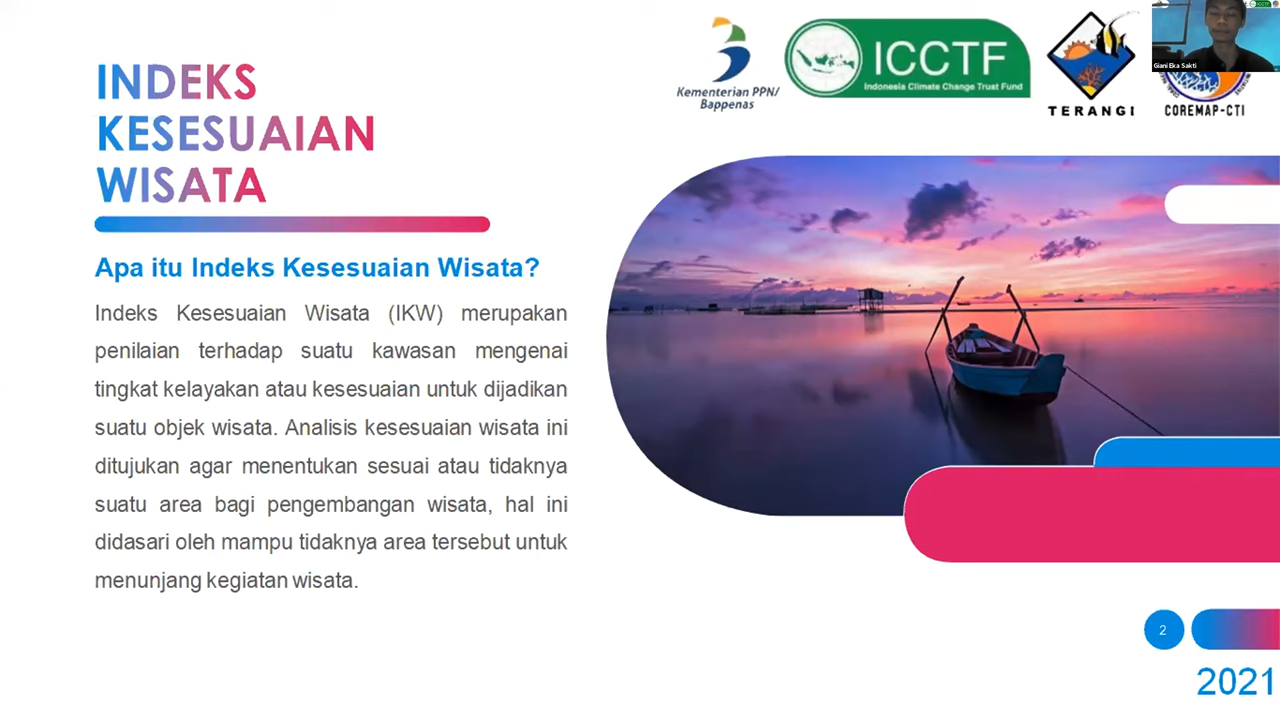 INDEKS
KESESUAIAN
WISATA
Apa itu Indeks Kesesuaian Wisata?
Indeks Kesesuaian Wisata (IKW) merupakan
penilaian terhadap suatu kawasan mengenai
tingkat kelayakan atau kesesuaian untuk dijadikan
suatu objek wisata. Analisis kesesuaian wisata ini
ditujukan agar menentukan sesuai atau tidaknya
suatu area bagi pengembangan wisata, hal ini
didasari oleh mampu tidaknya area tersebut untuk
menunjang kegiatan wisata.
Kementerian PPN/
Bappenas
ICCTF
Indonesia Climate Change Trust Fund
TERANGI
COREMAP-CTI
Giani Eka Sakti
2
2021